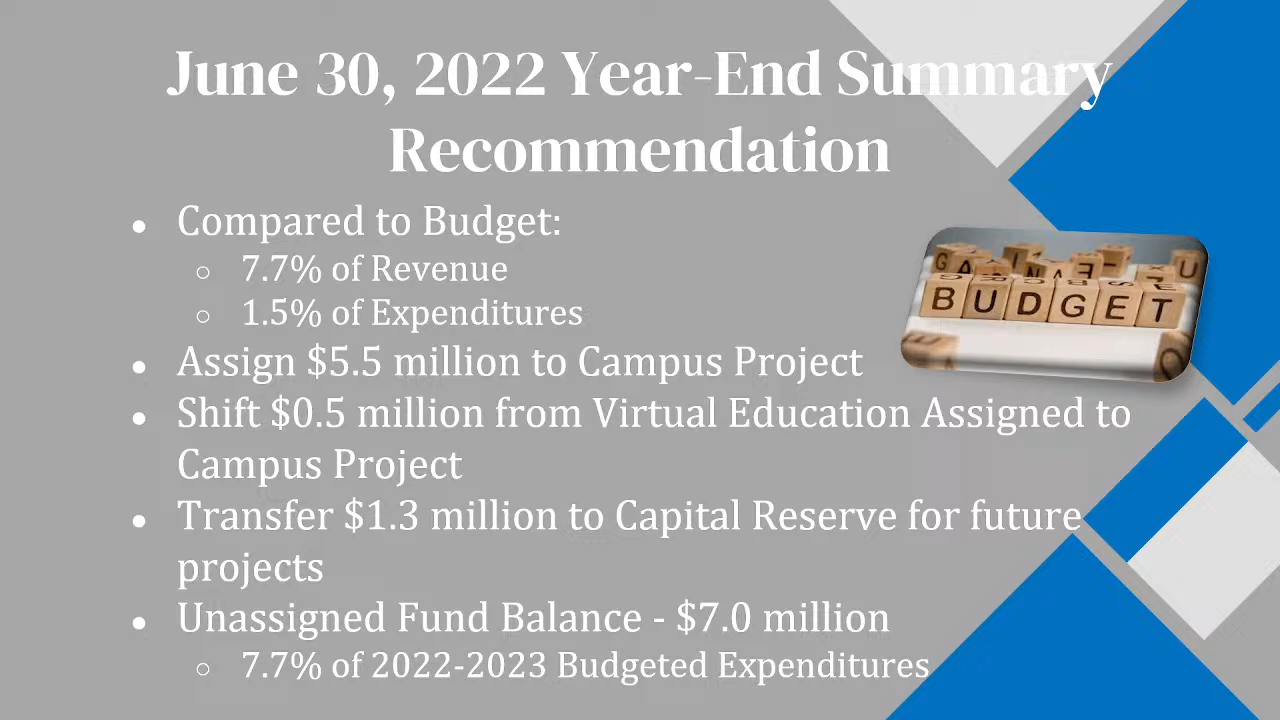 June 30, 2022 Year-End Summary
Recommendation
• Compared to Budget:
○ 7.7% of Revenue
○ 1.5% of Expenditures
• Assign $5.5 million to Campus Project
• Shift $0.5 million from Virtual Education Assigned to
Campus Project
• Transfer $1.3 million to Capital Reserve for future
projects
• Unassigned Fund Balance - $7.0 million
○ 7.7% of 2022-2023 Budgeted Expenditures
BUDGET